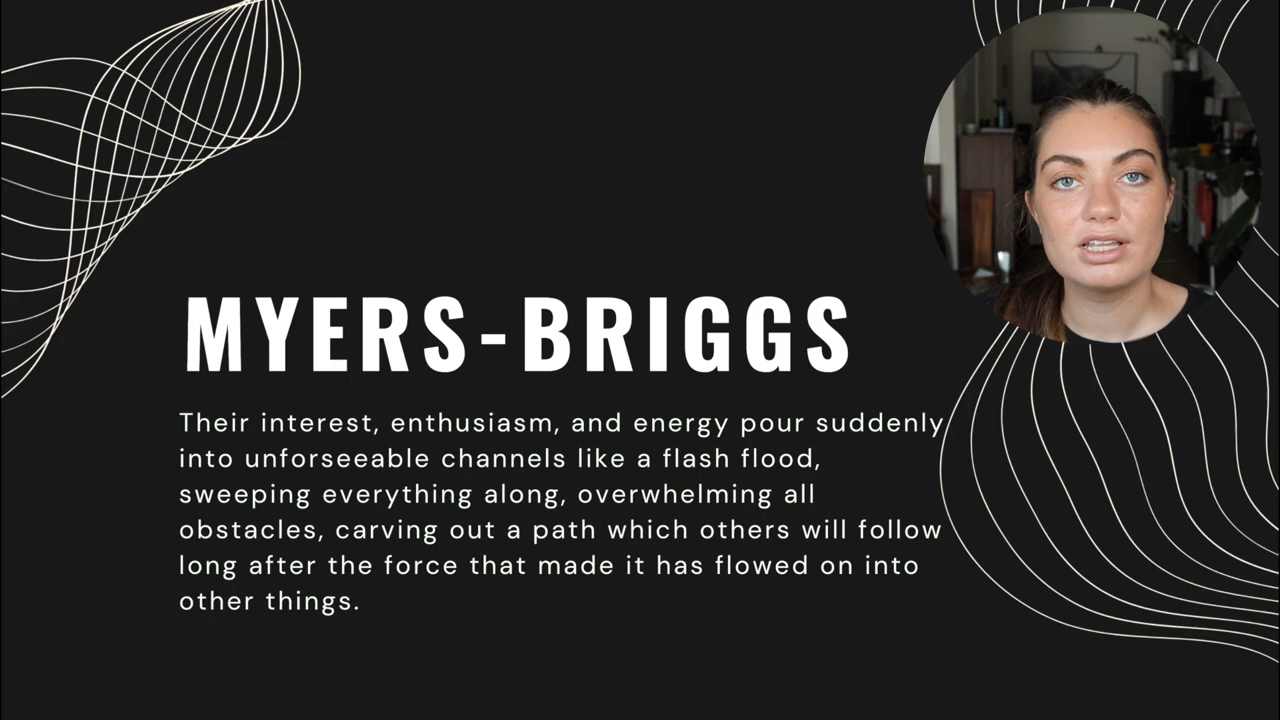 MYERS-BRIGGS
Their interest, enthusiasm, and energy pour suddenly
into unforseeable channels like a flash flood,
sweeping everything along, overwhelming all
obstacles, carving out a path which others will follow
long after the force that made it has flowed on into
other things.